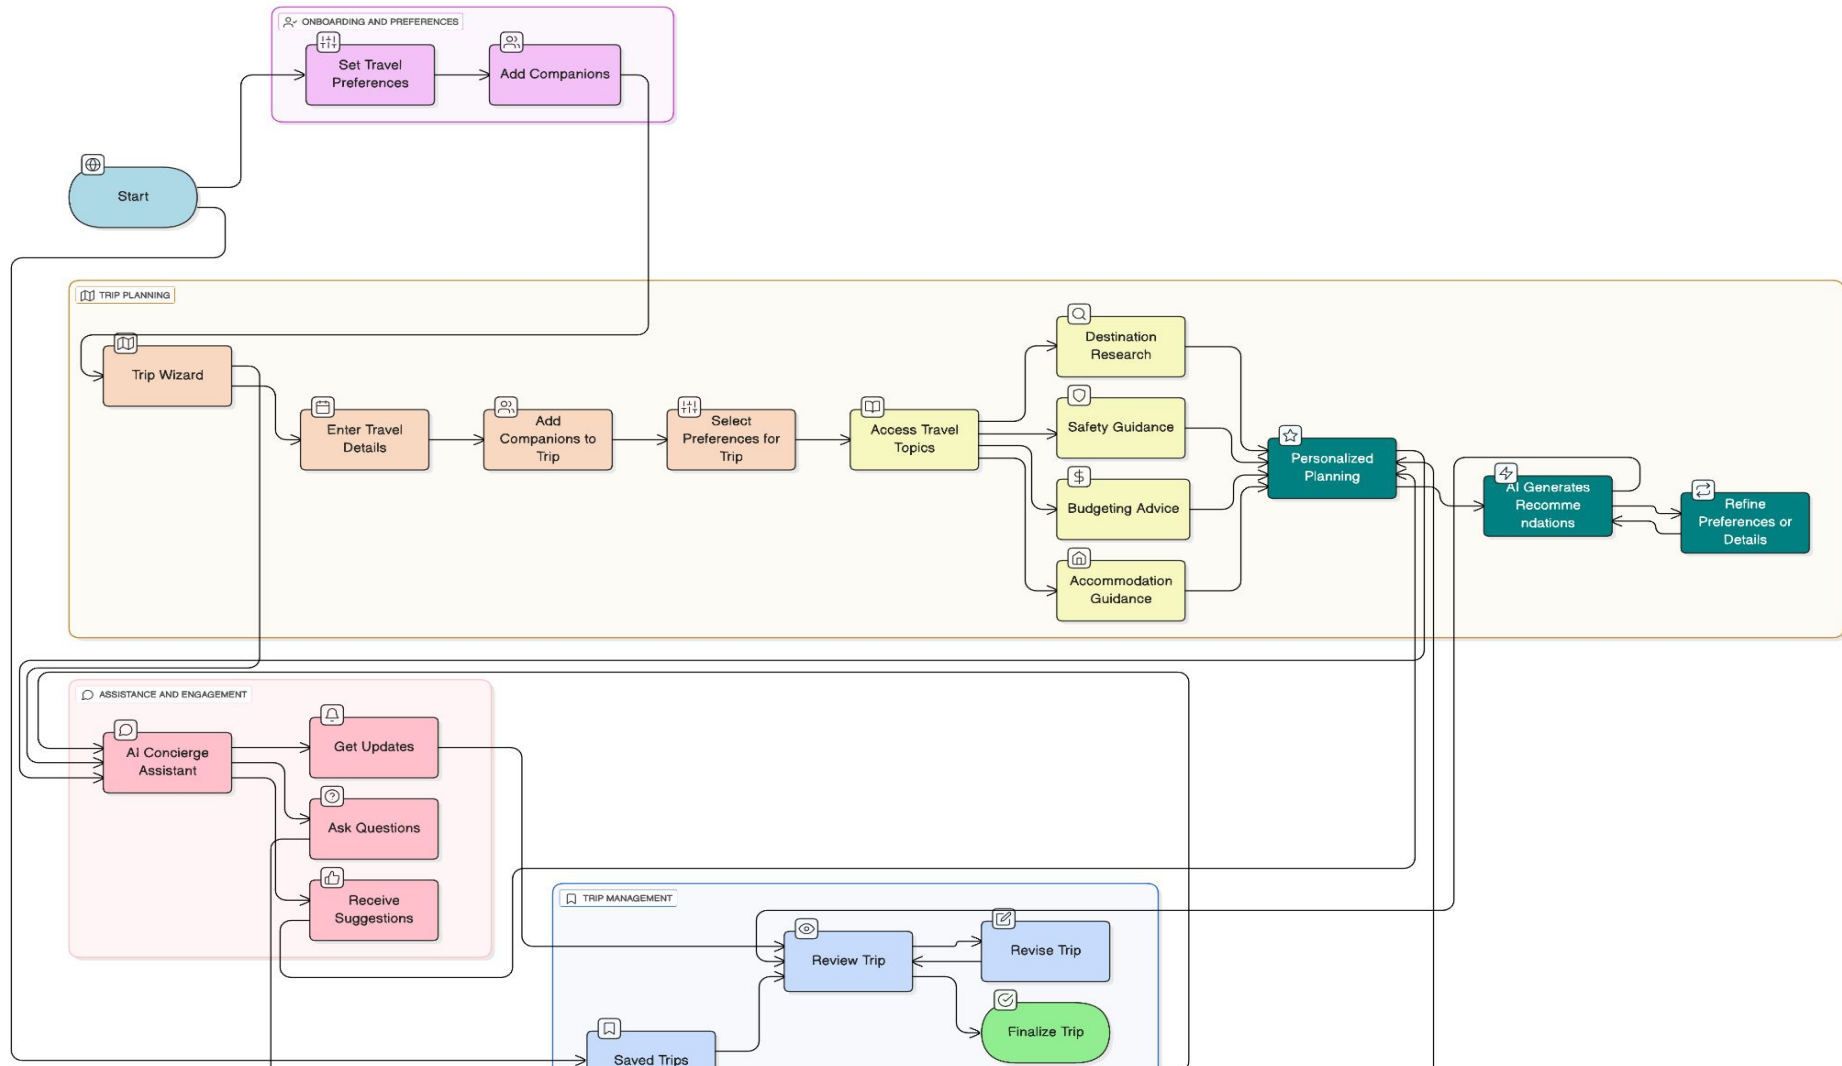 ONBOARDING AND PREFERENCES
Set Travel
Preferences
Add Companions
Start
TRIP PLANNING
Trip Wizard
Enter Travel
Details
Add
Companions to
Trip
Select
Preferences for
Trip
Access Travel
Topics
Destination
Research
Safety Guidance
Budgeting Advice
Accommodation
Guidance
Personalized
Planning
AI Generates
Recomme
ndations
Refine
Preferences or
Details
ASSISTANCE AND ENGAGEMENT
AI Concierge
Assistant
Get Updates
Ask Questions
Receive
Suggestions
TRIP MANAGEMENT
Review Trip
Revise Trip
Finalize Trip
Saved Trips